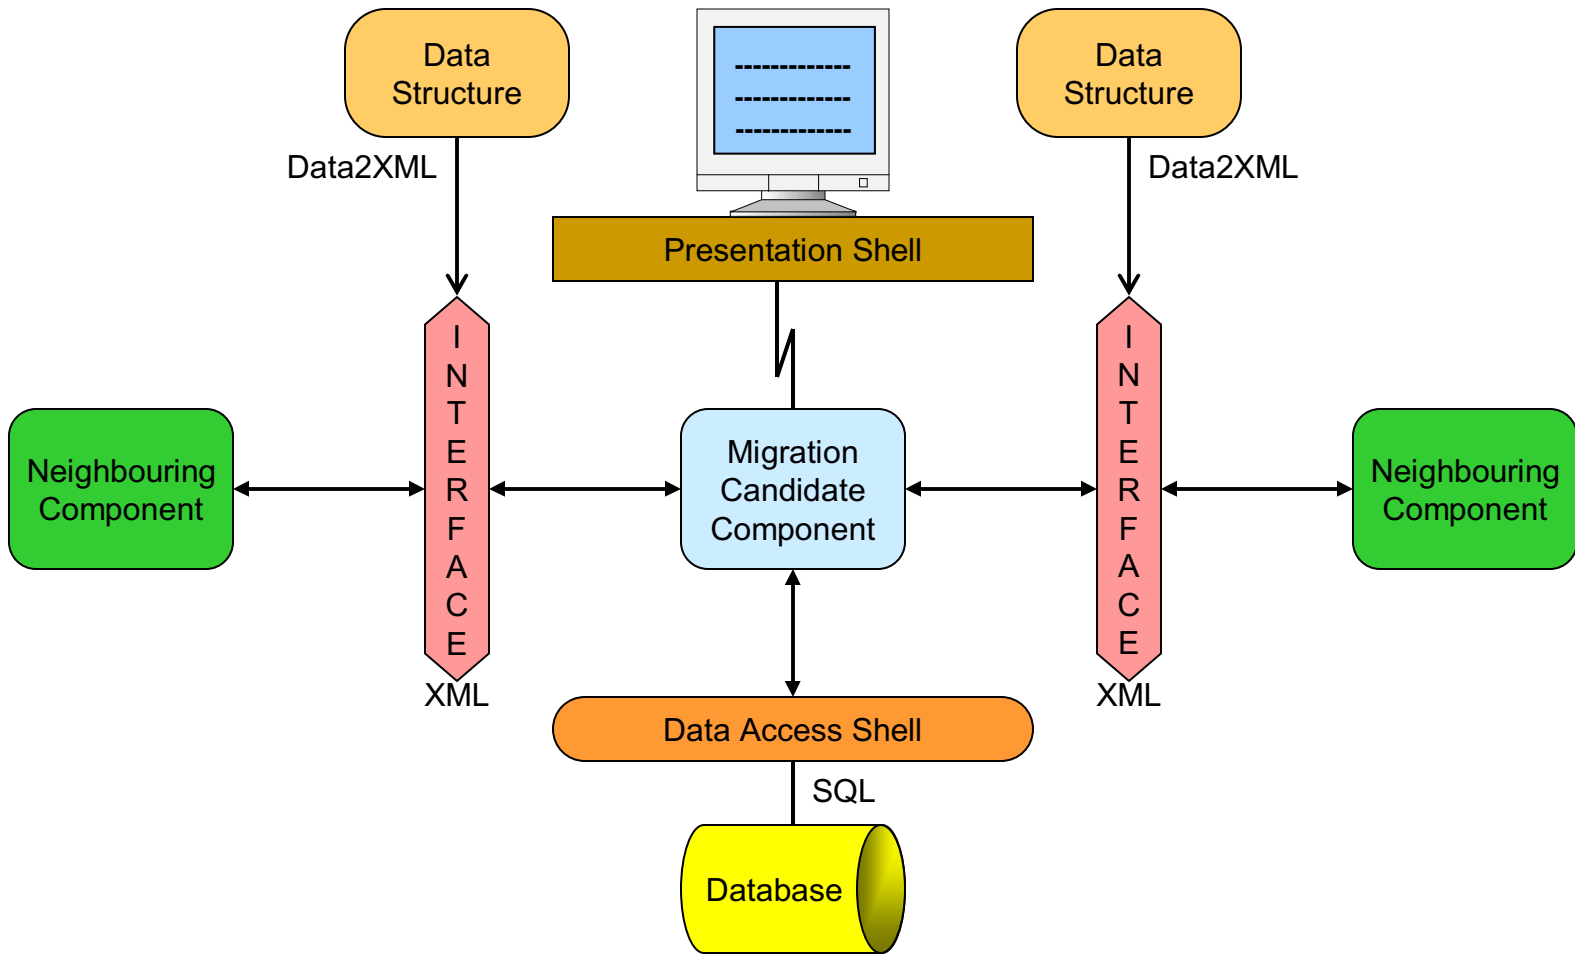 Data
Structure
-------------
-------------
-------------
Data
Structure
Data2XML
Data2XML
Presentation Shell
I
N
T
E
R
F
A
C
E
I
N
T
E
R
F
A
C
E
Neighbouring
Component
Migration
Candidate
Component
Neighbouring
Component
XML
XML
Data Access Shell
SQL
Database